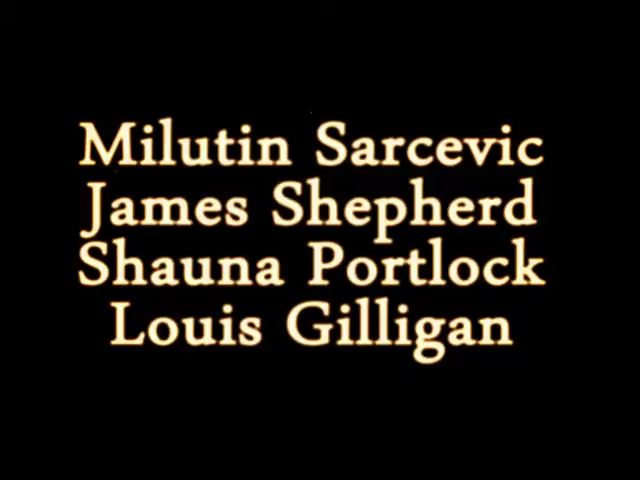 Milutin Sarcevic
James Shepherd
Shauna Portlock
Louis Gilligan